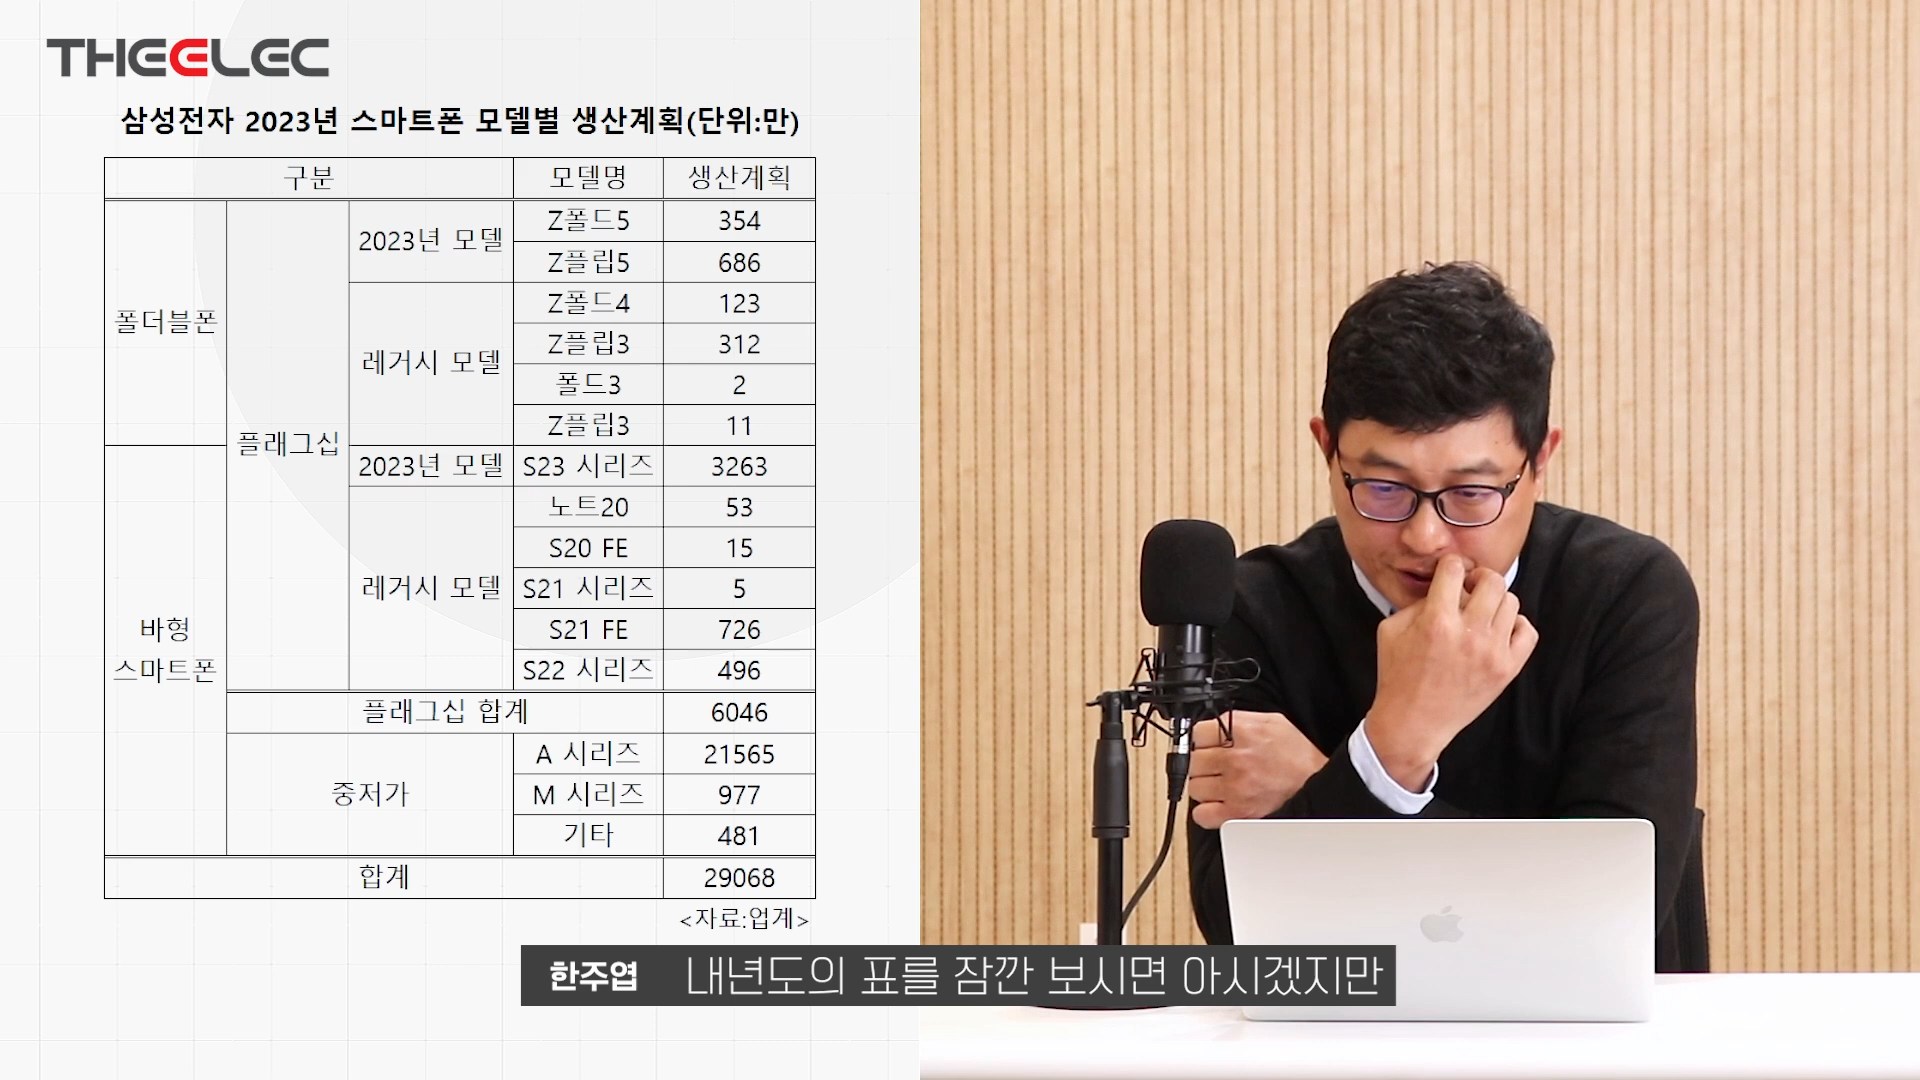 THEELEC
삼성전자 2023년 스마트폰 모델별 생산계획(단위:만)
구분 모델명 생산계획
폴더블폰 플래그십 2023년 모델 Z폴드5 354
Z플립5 686
레거시 모델 Z폴드4 123
Z플립3 312
폴드3 2
Z플립3 11
바형 스마트폰 2023년 모델 S23 시리즈 3263
레거시 모델 노트20 53
S20 FE 15
S21 시리즈 5
S21 FE 726
S22 시리즈 496
플래그십 합계 6046
중저가 A 시리즈 21565
M 시리즈 977
기타 481
합계 29068
<자료:업계>
한주엽 내년도의 표를 잠깐 보시면 아시겠지만